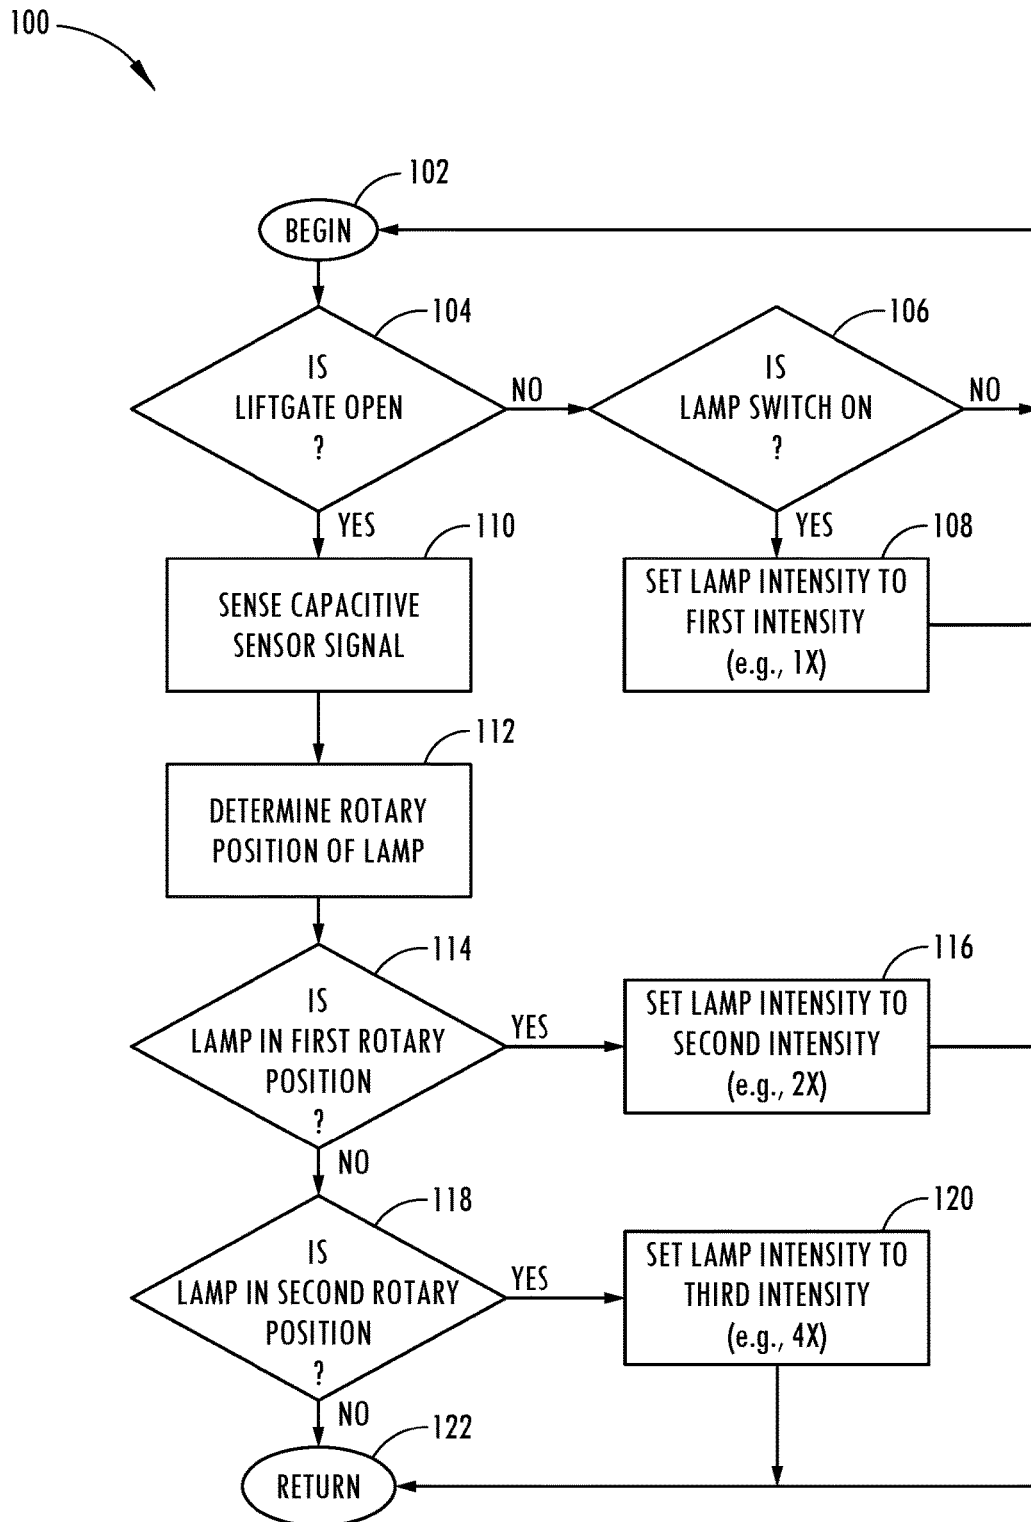 100
102
BEGIN
104
106
IS
LIFTGATE OPEN
?
NO
IS
LAMP SWITCH ON
?
NO
YES
110
YES
108
SENSE CAPACITIVE
SENSOR SIGNAL
SET LAMP INTENSITY TO
FIRST INTENSITY
(e.g., 1X)
112
DETERMINE ROTARY
POSITION OF LAMP
114
116
IS
LAMP IN FIRST ROTARY
POSITION
?
YES
SET LAMP INTENSITY TO
SECOND INTENSITY
(e.g., 2X)
NO
118
120
IS
LAMP IN SECOND ROTARY
POSITION
?
YES
SET LAMP INTENSITY TO
THIRD INTENSITY
(e.g., 4X)
NO
122
RETURN